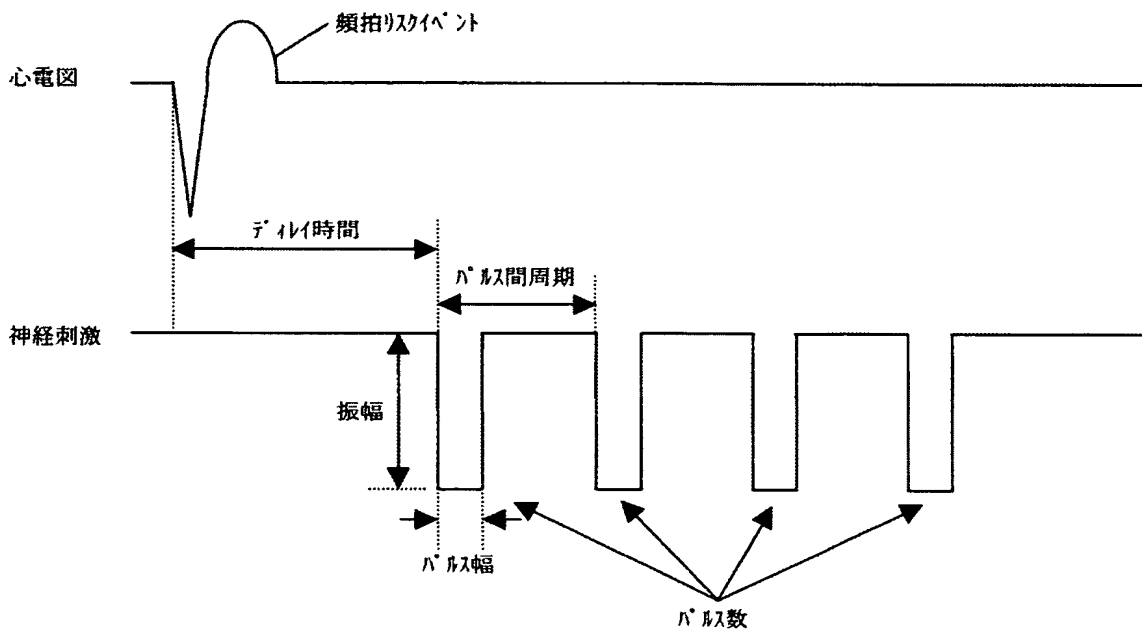 頻拍ﾘｽｸｲﾍﾞﾝﾄ
心電図
ﾃﾞｨﾚｲ時間
ﾊﾟﾙｽ間周期
神経刺激
振幅
ﾊﾟﾙｽ幅
ﾊﾟﾙｽ数